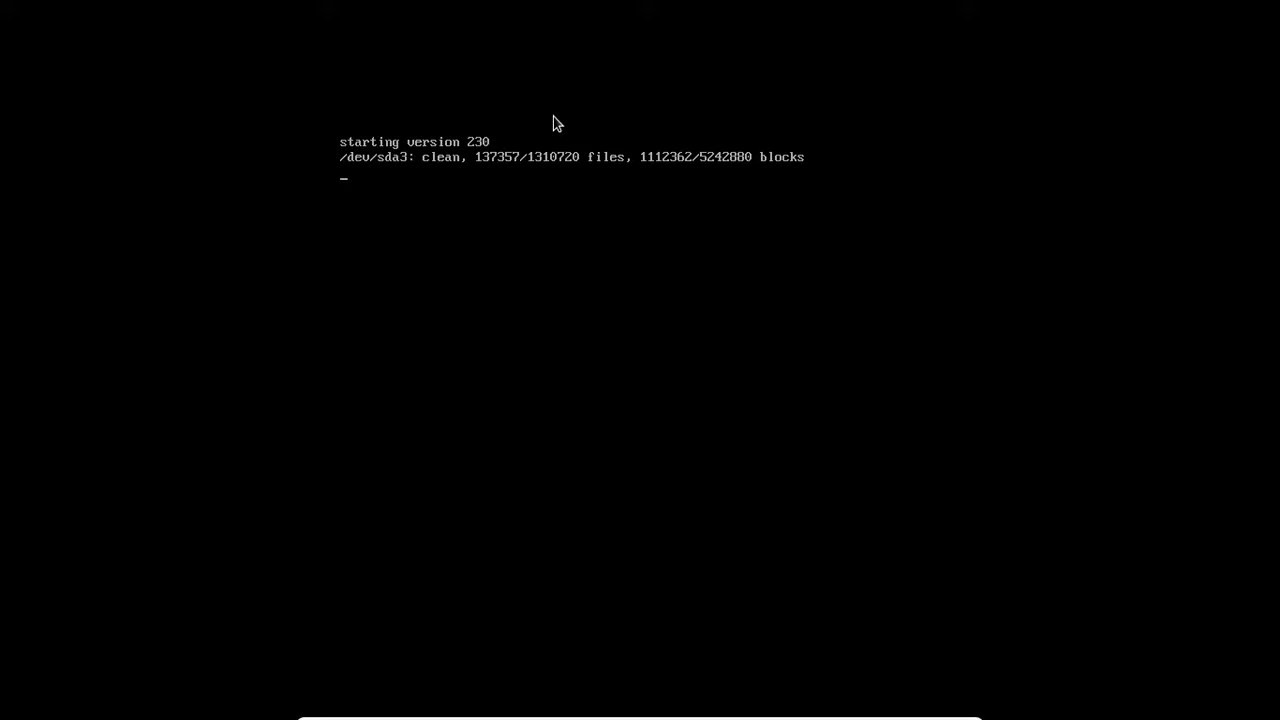 starting version 230
/dev/sda3: clean, 137357/1310720 files, 1112362/5242880 blocks
_